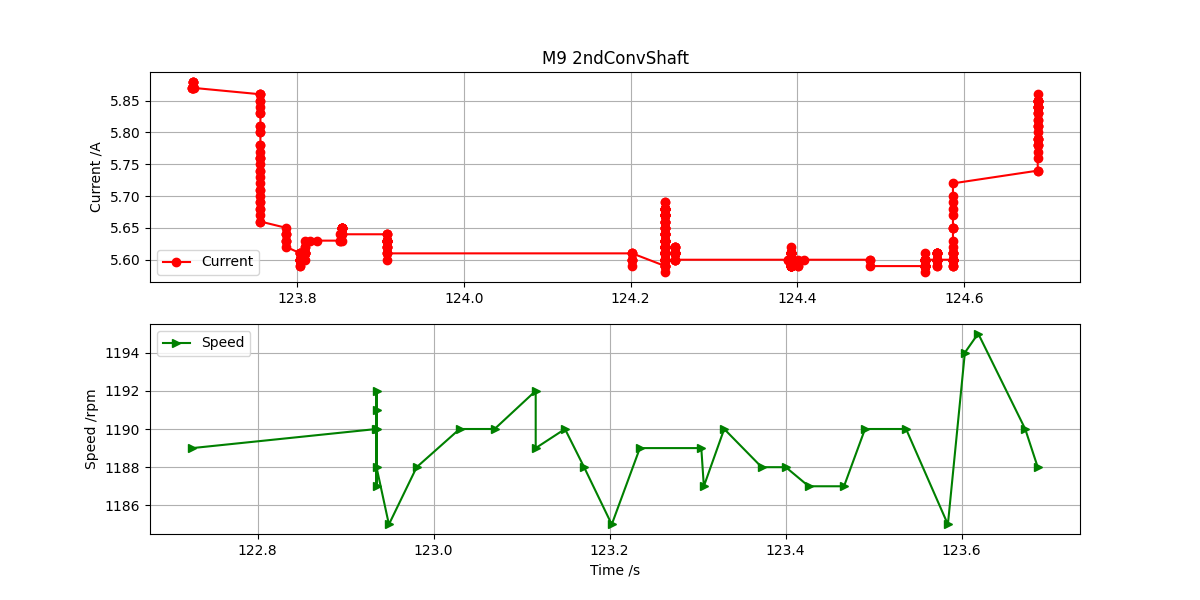 M9 2ndConvShaft
5.85
5.80
5.75
5.70
5.65
5.60
Current /A
Current
123.8 124.0 124.2 124.4 124.6
Speed
1194
1192
1190
1188
1186
Speed /rpm
122.8 123.0 123.2 123.4 123.6
Time /s